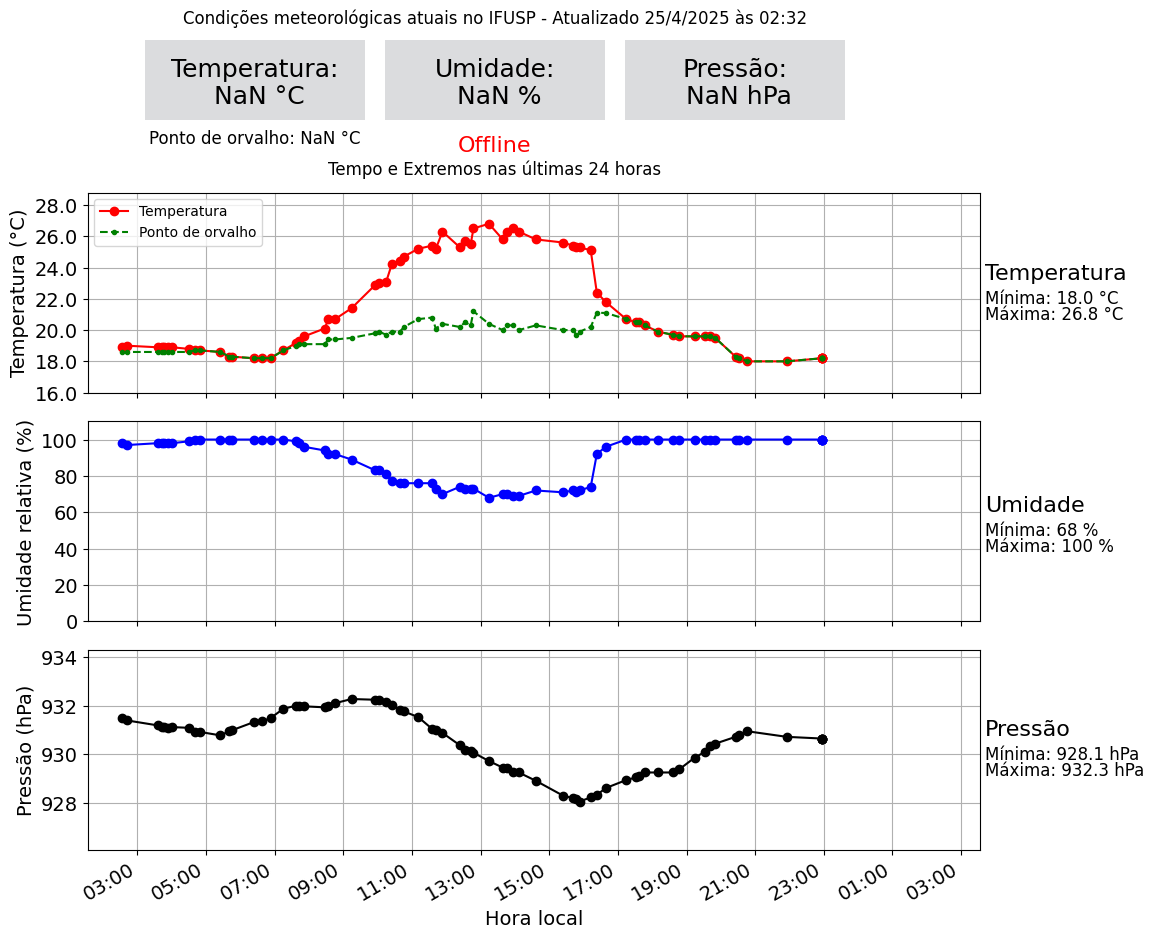 Condições meteorológicas atuais no IFUSP - Atualizado 25/4/2025 às 02:32
Temperatura:
NaN °C
Umidade:
NaN %
Pressão:
NaN hPa
Ponto de orvalho: NaN °C
Offline
Tempo e Extremos nas últimas 24 horas
Temperatura (°C)
28.0
26.0
24.0
22.0
20.0
18.0
16.0
Temperatura
Ponto de orvalho
Temperatura
Mínima: 18.0 °C
Máxima: 26.8 °C
Umidade relativa (%)
100
80
60
40
20
0
Umidade
Mínima: 68 %
Máxima: 100 %
Pressão (hPa)
934
932
930
928
Pressão
Mínima: 928.1 hPa
Máxima: 932.3 hPa
03:00
05:00
07:00
09:00
11:00
13:00
15:00
17:00
19:00
21:00
23:00
01:00
03:00
Hora local